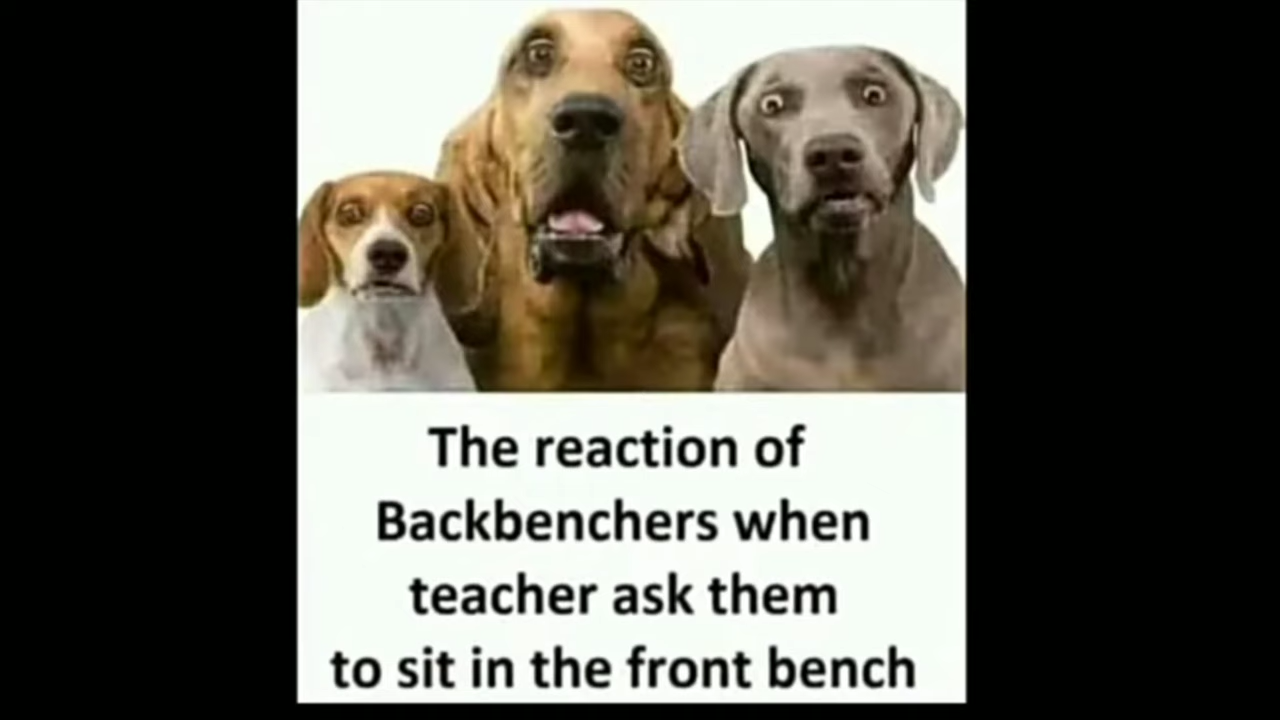 The reaction of
Backbenchers when
teacher ask them
to sit in the front bench